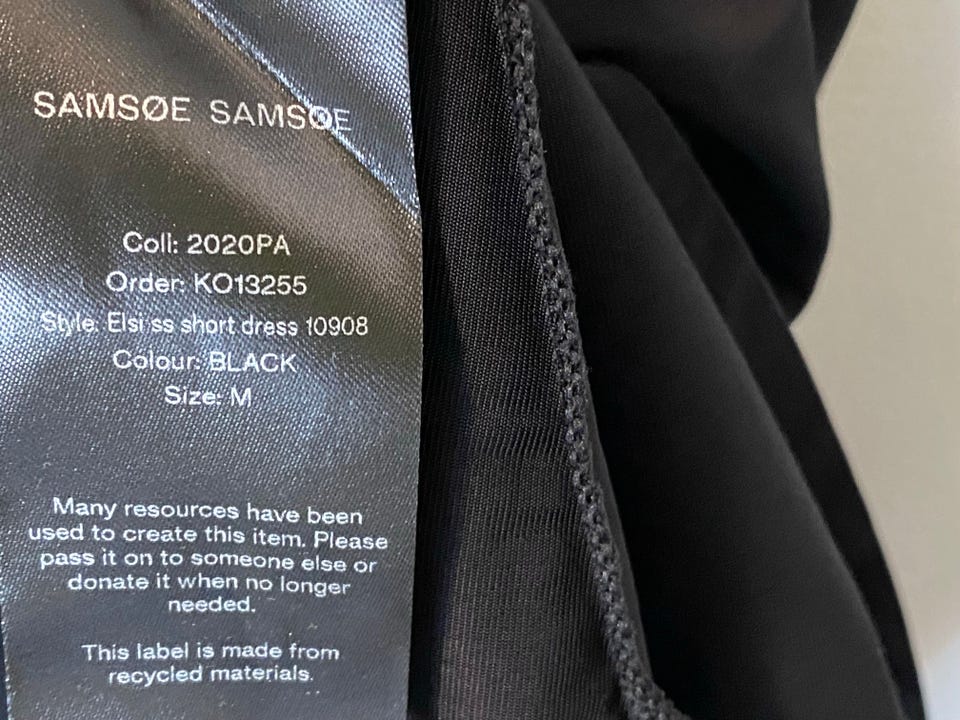 SAMSØE SAMSØE
Coll: 2020PA
Order: KO13255
Style: Elsi ss short dress 10908
Colour: BLACK
Size: M
Many resources have been
used to create this item. Please
pass it on to someone else or
donate it when no longer
needed.
This label is made from
recycled materials.